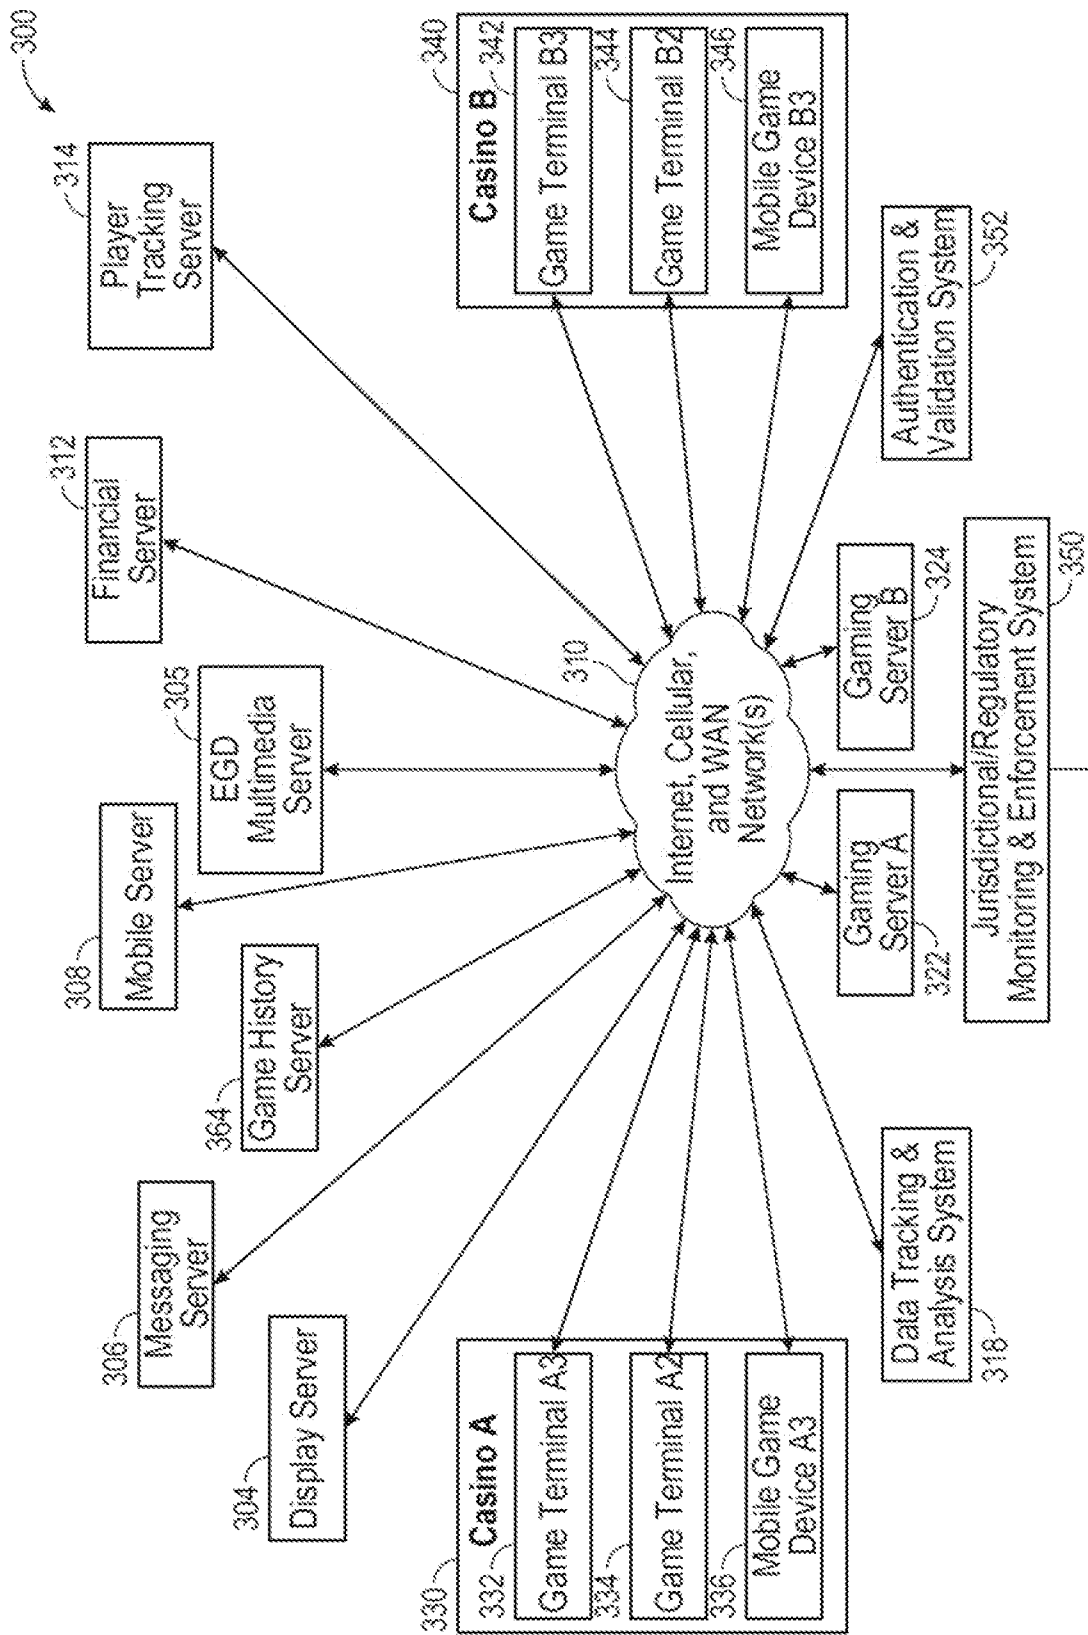 300
314
Player
Tracking
Server
312
Financial
Server
305
EGD
Multimedia
Server
308
Mobile Server
364
Game History
Server
306
Messaging
Server
304
Display Server
310
Internet, Cellular,
and WAN
Network(s)
330
Casino A
332
Game Terminal A3
334
Game Terminal A2
336
Mobile Game
Device A3
340
Casino B
342
Game Terminal B3
344
Game Terminal B2
346
Mobile Game
Device B3
318
Data Tracking &
Analysis System
322
Gaming
Server A
324
Gaming
Server B
352
Authentication &
Validation System
350
Jurisdictional/Regulatory
Monitoring & Enforcement System